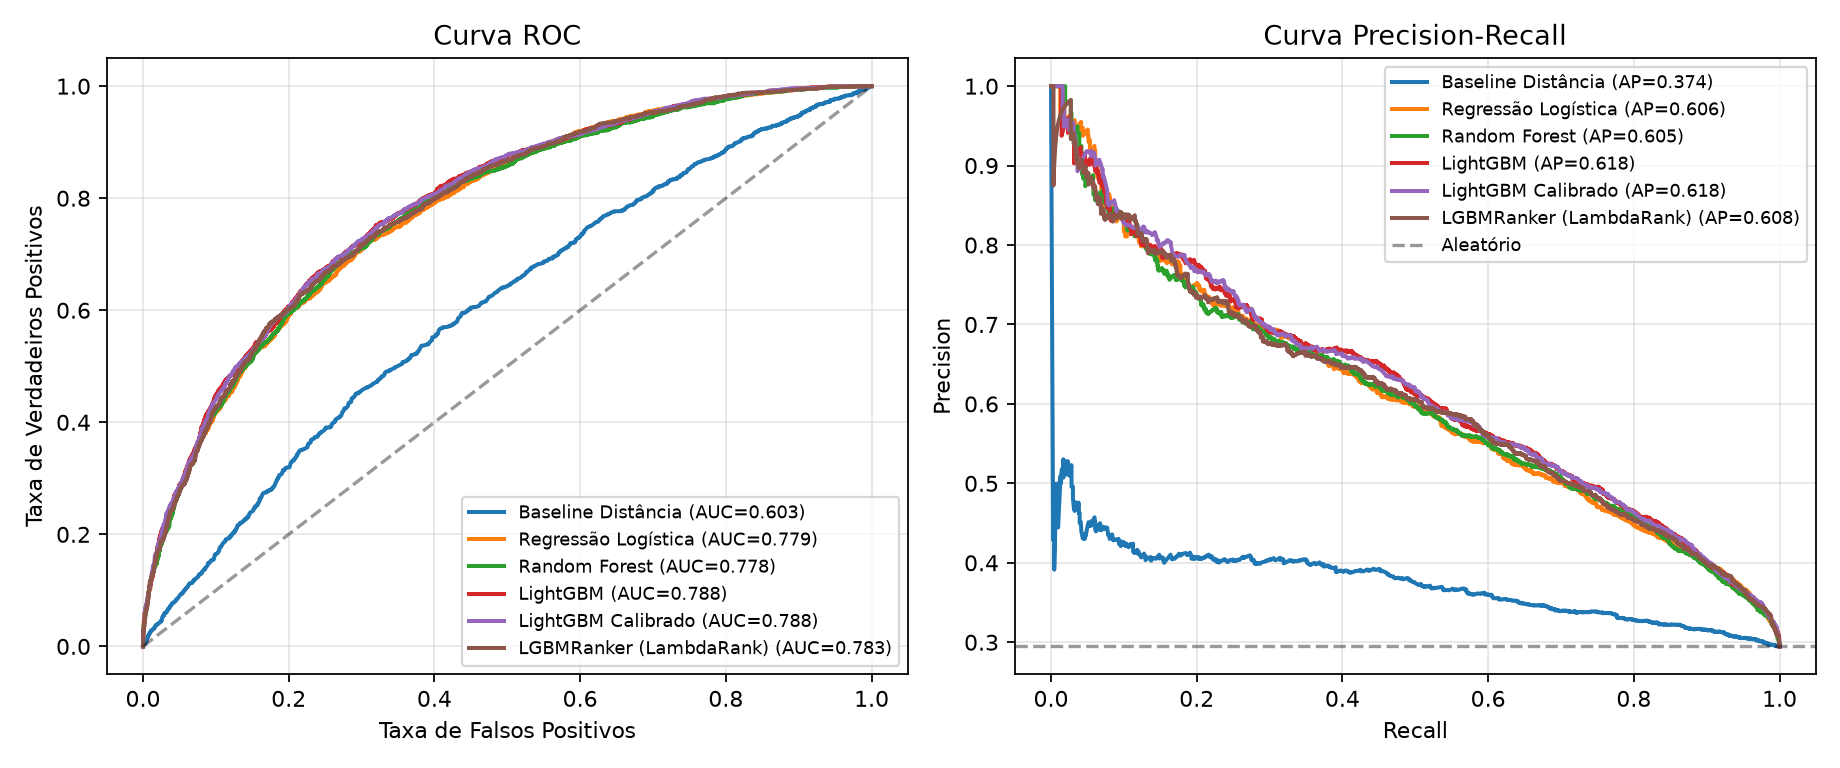 Curva ROC
Taxa de Verdadeiros Positivos
1.0
0.8
0.6
0.4
0.2
0.0
0.0 0.2 0.4 0.6 0.8 1.0
Taxa de Falsos Positivos
Baseline Distância (AUC=0.603)
Regressão Logística (AUC=0.779)
Random Forest (AUC=0.778)
LightGBM (AUC=0.788)
LightGBM Calibrado (AUC=0.788)
LGBMRanker (LambdaRank) (AUC=0.783)
Curva Precision-Recall
Precision
1.0
0.9
0.8
0.7
0.6
0.5
0.4
0.3
0.0 0.2 0.4 0.6 0.8 1.0
Recall
Baseline Distância (AP=0.374)
Regressão Logística (AP=0.606)
Random Forest (AP=0.605)
LightGBM (AP=0.618)
LightGBM Calibrado (AP=0.618)
LGBMRanker (LambdaRank) (AP=0.608)
Aleatório